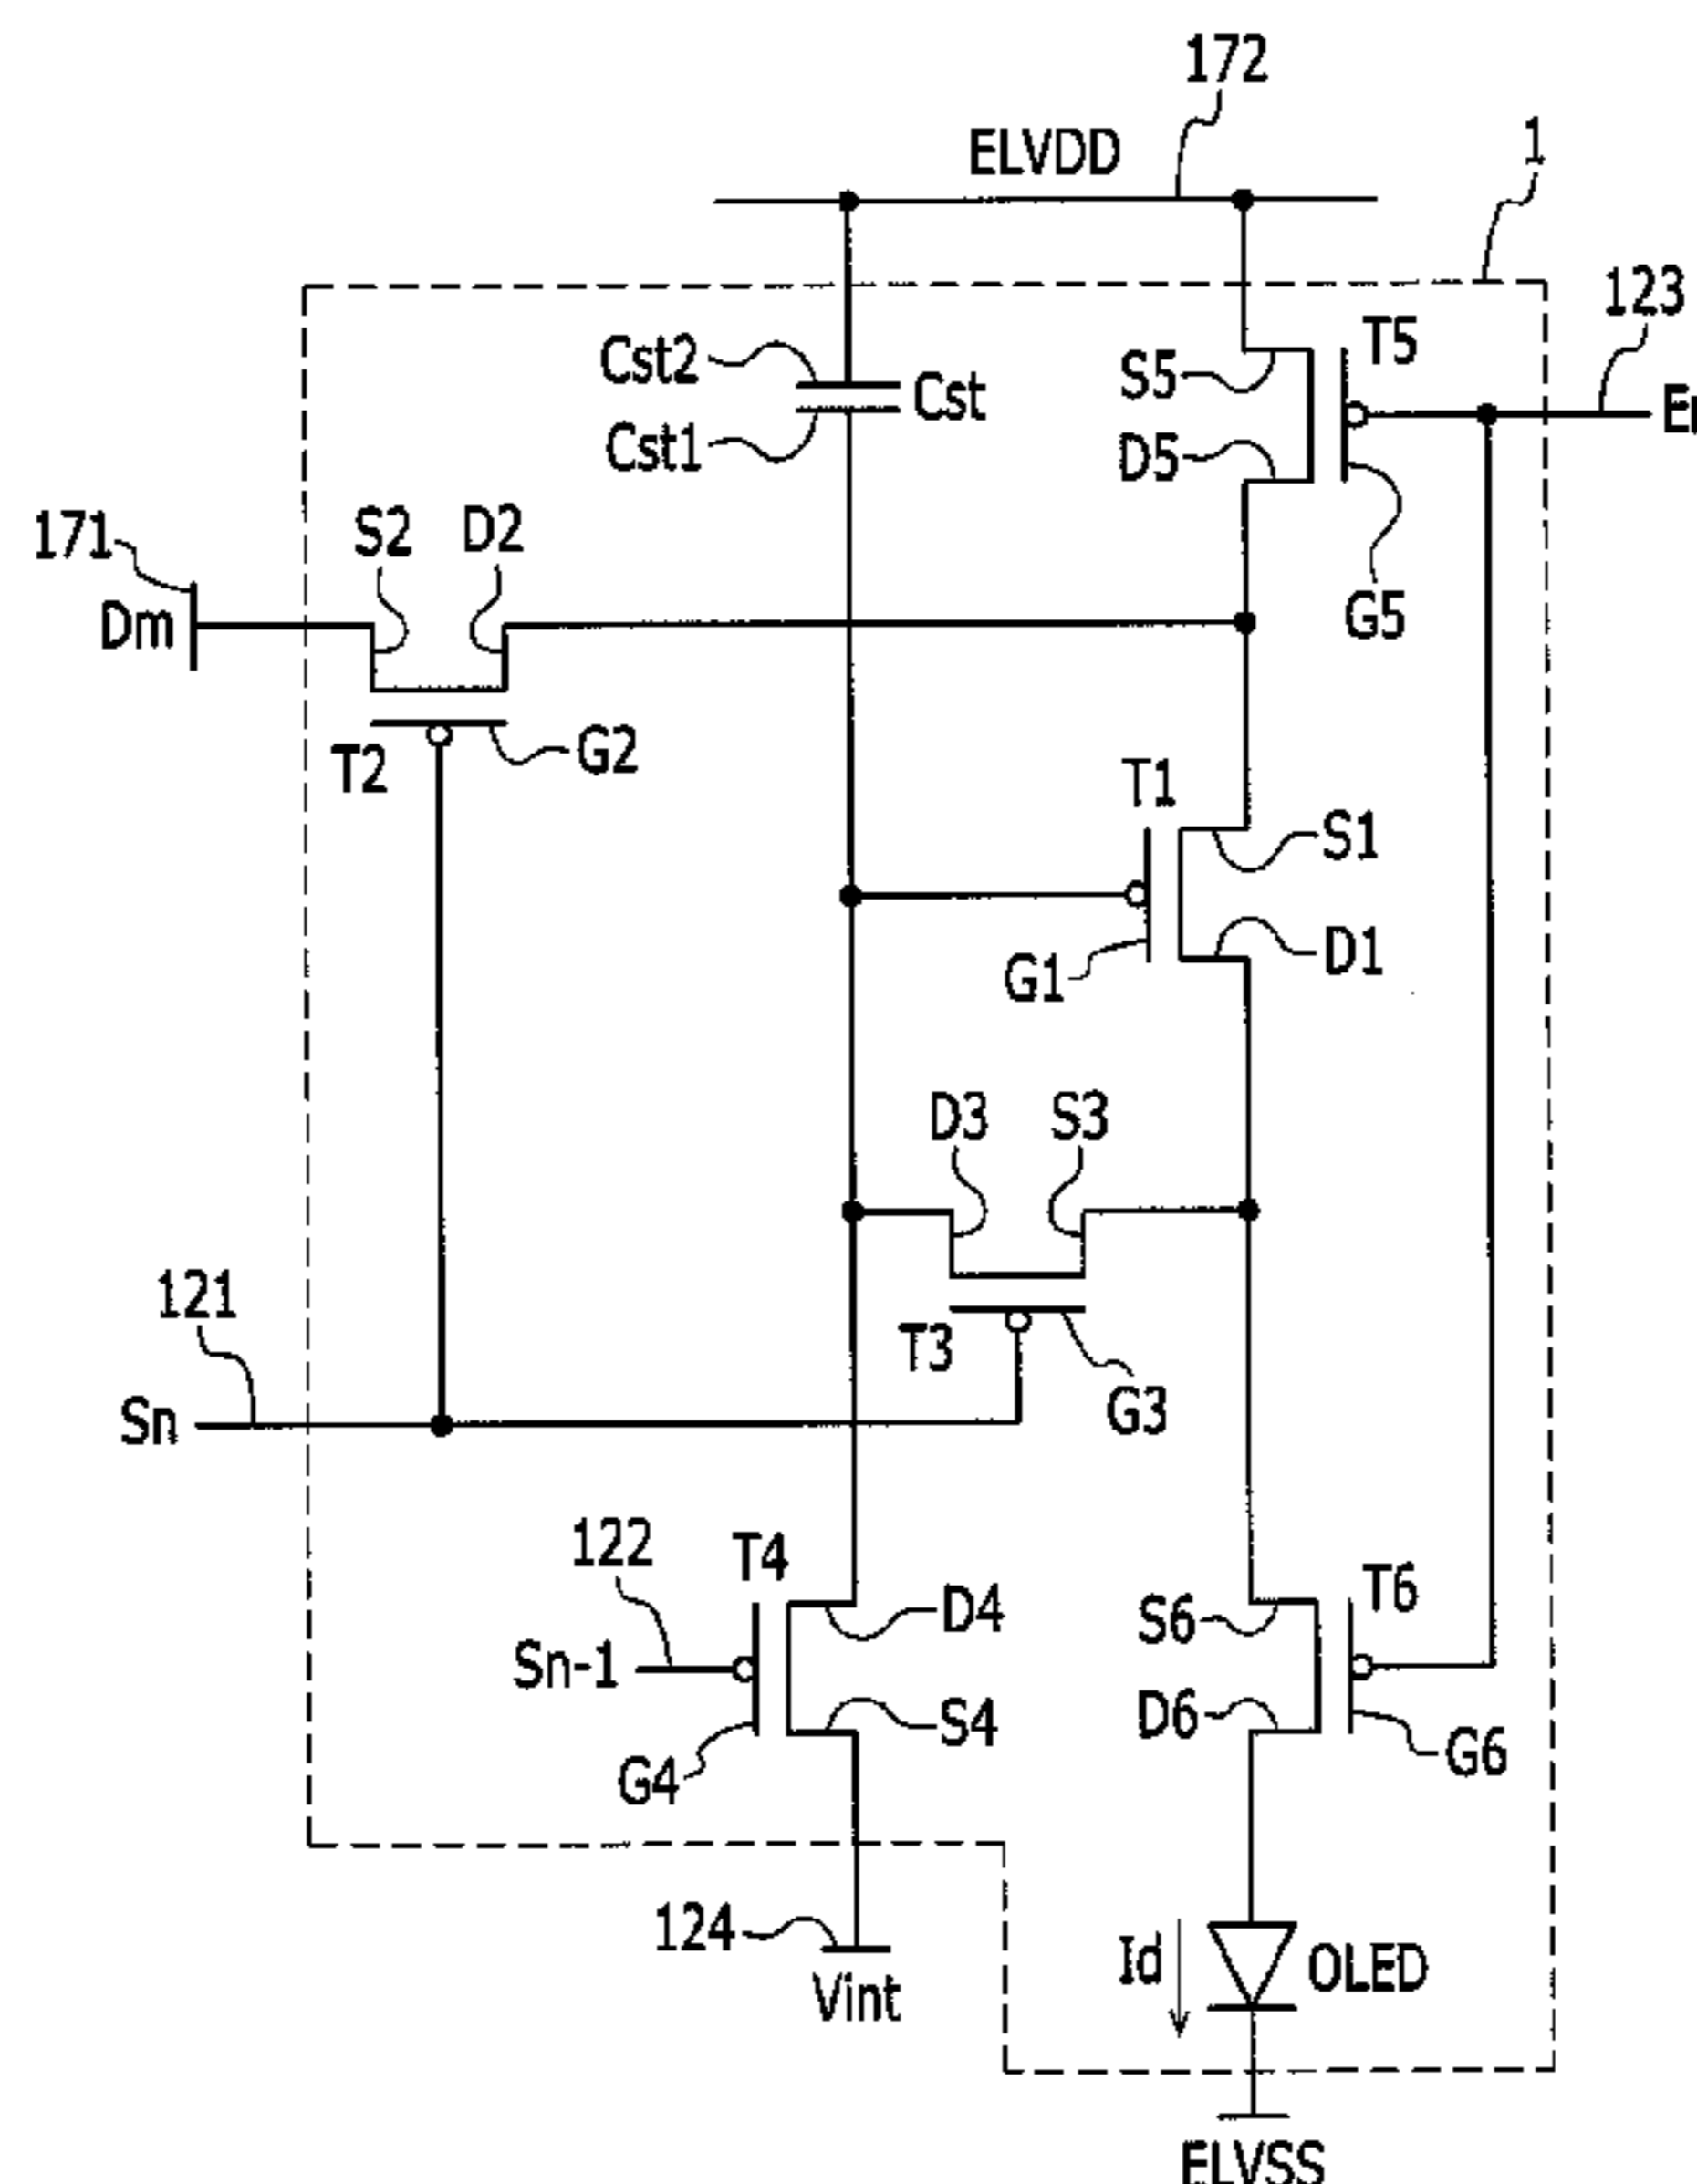 172
ELVDD
1
123
Cst2
Cst
S5
T5
Cst1
D5
171
S2
D2
Dm
G5
T2
G2
T1
S1
G1
D1
D3
S3
121
T3
Sn
G3
122
T4
D4
S6
T6
Sn-1
S4
D6
G4
G6
124
Id
OLED
Vint
ELVSS